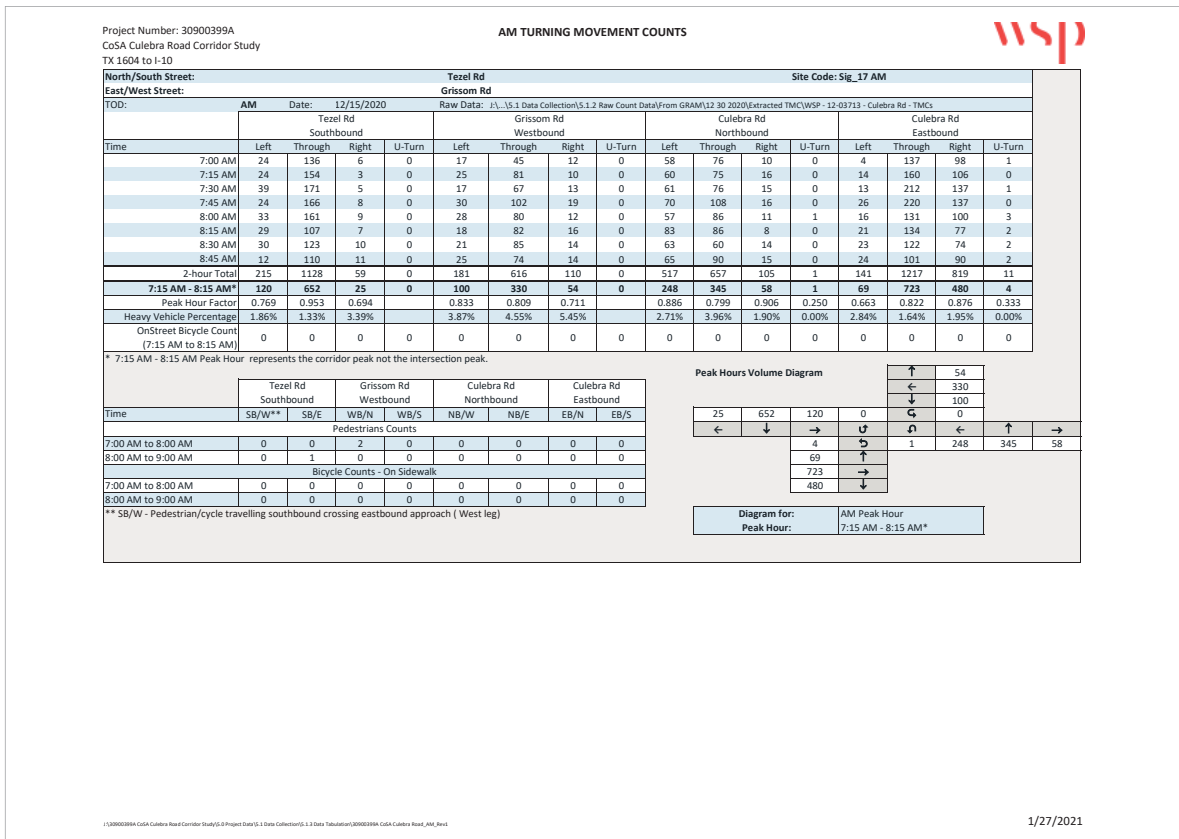 Project Number: 30900399A
AM TURNING MOVEMENT COUNTS
wsp
CoSA Culebra Road Corridor Study
TX 1604 to I-10
North/South Street: Tezel Rd Site Code: Sig_17 AM
East/West Street: Grissom Rd
TOD: AM Date: 12/15/2020 Raw Data: J:\...\5.1 Data Collection\5.1.2 Raw Count Data\From GRAM\12 30 2020\Extracted TMC\WSP - 12-03713 - Culebra Rd - TMCs
Tezel Rd Grissom Rd Culebra Rd Culebra Rd
Southbound Westbound Northbound Eastbound
Time Left Through Right U-Turn Left Through Right U-Turn Left Through Right U-Turn Left Through Right U-Turn
7:00 AM 24 136 6 0 17 45 12 0 58 76 10 0 4 137 98 1
7:15 AM 24 154 3 0 25 81 10 0 60 75 16 0 14 160 106 0
7:30 AM 39 171 5 0 17 67 13 0 61 76 15 0 13 212 137 1
7:45 AM 24 166 8 0 30 102 19 0 70 108 16 0 26 220 137 0
8:00 AM 33 161 9 0 28 80 12 0 57 86 11 1 16 131 100 3
8:15 AM 29 107 7 0 18 82 16 0 83 86 8 0 21 134 77 2
8:30 AM 30 123 10 0 21 85 14 0 63 60 14 0 23 122 74 2
8:45 AM 12 110 11 0 25 74 14 0 65 90 15 0 24 101 90 2
2-hour Total 215 1128 59 0 181 616 110 0 517 657 105 1 141 1217 819 11
7:15 AM - 8:15 AM* 120 652 25 0 100 330 54 0 248 345 58 1 69 723 480 4
Peak Hour Factor 0.769 0.953 0.694 0.833 0.809 0.711 0.886 0.799 0.906 0.250 0.663 0.822 0.876 0.333
Heavy Vehicle Percentage 1.86% 1.33% 3.39% 3.87% 4.55% 5.45% 2.71% 3.96% 1.90% 0.00% 2.84% 1.64% 1.95% 0.00%
OnStreet Bicycle Count
(7:15 AM to 8:15 AM) 0 0 0 0 0 0 0 0 0 0 0 0 0 0 0 0
* 7:15 AM - 8:15 AM Peak Hour represents the corridor peak not the intersection peak.
Peak Hours Volume Diagram ↑ 54
← 330
↓ 100
25 652 120 0 ↶ 0
← ↓ → ↺ ↷ ← ↑ →
4 ↶ 1 248 345 58
69 ↑
723 →
480 ↓
Tezel Rd Grissom Rd Culebra Rd Culebra Rd
Southbound Westbound Northbound Eastbound
Time SB/W** SB/E WB/N WB/S NB/W NB/E EB/N EB/S
Pedestrians Counts
7:00 AM to 8:00 AM 0 0 2 0 0 0 0 0
8:00 AM to 9:00 AM 0 1 0 0 0 0 0 0
Bicycle Counts - On Sidewalk
7:00 AM to 8:00 AM 0 0 0 0 0 0 0 0
8:00 AM to 9:00 AM 0 0 0 0 0 0 0 0
** SB/W - Pedestrian/cycle travelling southbound crossing eastbound approach ( West leg)
Diagram for: AM Peak Hour
Peak Hour: 7:15 AM - 8:15 AM*
J:\30900399A CoSA Culebra Road Corridor Study\5.0 Project Data\5.1 Data Collection\5.1.3 Data Tabulation\30900399A CoSA Culebra Road_AM_Rev1
1/27/2021